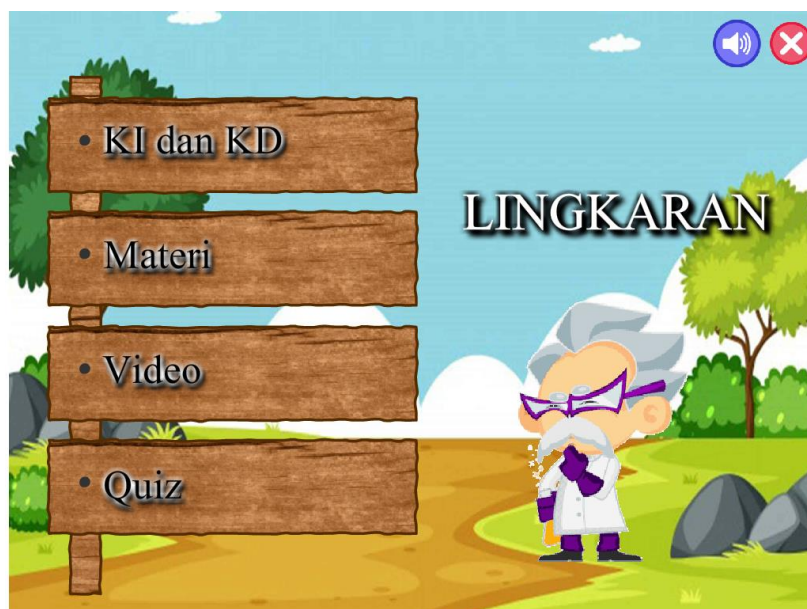 • KI dan KD
• Materi
• Video
• Quiz
LINGKARAN